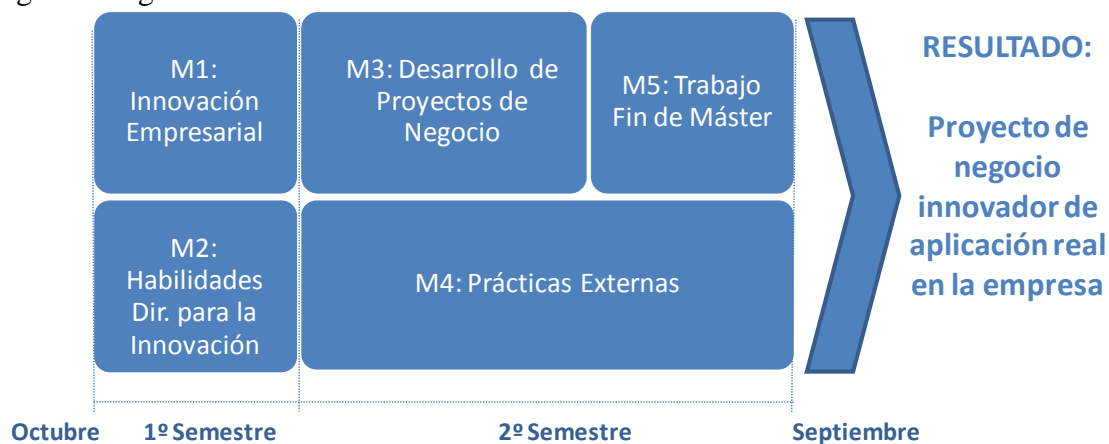 M1:
Innovación
Empresarial
M3: Desarrollo de
Proyectos de
Negocio
M5: Trabajo
Fin de Máster
RESULTADO:
Proyecto de
negocio
innovador de
aplicación real
en la empresa
M2:
Habilidades
Dir. para la
Innovación
M4: Prácticas Externas
Octubre
1º Semestre
2º Semestre
Septiembre